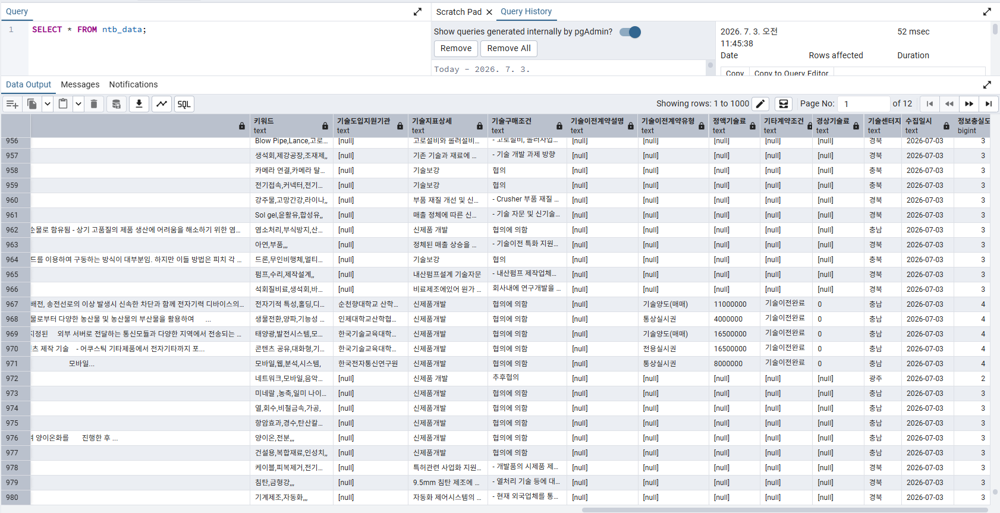 Query
Scratch Pad
Query History
1 SELECT * FROM ntb_data;
Show queries generated internally by pgAdmin?
Remove
Remove All
Today - 2026. 7. 3.
2026. 7. 3. 오전 11:45:38
52 msec
Date
Rows affected
Duration
Copy
Copy to Query Editor
Data Output
Messages
Notifications
SQL
Showing rows: 1 to 1000
Page No: 1 of 12
키워드 text
기술도입지원기관 text
기술지표상세 text
기술구매조건 text
기술이전계약설명 text
기술이전계약유형 text
정액기술료 text
기타계약조건 text
경상기술료 text
기술센터지 text
수집일시 text
정보충실도 bigint
956 Blow Pipe,Lance,고로... [null] 고로설비와 풀러설비... - 고로설비, 풀러사업... [null] [null] [null] [null] [null] 경북 2026-07-03 3
957 생석회,제강공장,조재제,, [null] 기존 기술과 재료에 ... - 기술 개발 과제 방향 [null] [null] [null] [null] [null] 경북 2026-07-03 3
958 카메라 연결,카메라 탈... [null] 기술보강 협의 [null] [null] [null] [null] [null] 충북 2026-07-03 3
959 전기접속,커넥터,전기... [null] 기술보강 협의 [null] [null] [null] [null] [null] 충북 2026-07-03 3
960 강주물,고망간강,라이나,, [null] 부품 재질 개선 및 신... - Crusher 부품 재질 ... [null] [null] [null] [null] [null] 경북 2026-07-03 3
961 Sol gel,윤활유,합성유,, [null] 매출 정체에 따른 신... - 기술 자문 및 신기술... [null] [null] [null] [null] [null] 경북 2026-07-03 3
962 순물로 함유됨 - 상기 고품질의 제품 생산에 어려움을 해소하기 위한 염... 염소처리,부식방지,산... [null] 신제품 개발 협의에 의함 [null] [null] [null] [null] [null] 충남 2026-07-03 3
963 아연,부품,,, [null] 정체된 매출 상승을 ... - 기술이전 특화 지원... [null] [null] [null] [null] [null] 경북 2026-07-03 3
964 드를 이용하여 구동하는 방식이 대부분임. 하지만 이들 방법은 피치 각 ... 드론,무인비행체,멀티... [null] 기술보강 협의 [null] [null] [null] [null] [null] 충북 2026-07-03 3
965 펌프,수리,제작설계,, [null] 내산펌프설계 기술자문 - 내산펌프 제작업체... [null] [null] [null] [null] [null] 경북 2026-07-03 3
966 석회질비료,생석회,바... [null] 비료제조에있어 원가 ... 회사내에 연구개발을 ... [null] [null] [null] [null] [null] 경북 2026-07-03 3
967 배전, 송전선로의 이상 발생시 신속한 차단과 함께 전자기력 디바이스의... 전자기적 특성,홀딩,디... 순천향대학교 산학... 신제품개발 협의에 의함 [null] 기술양도(매매) 11000000 기술이전완료 0 충남 2026-07-03 4
968 물로부터 다양한 농산물 및 농산물의 부산물을 활용하여 ... 생물전환,양파,기능성 ... 인제대학교산학협... 신제품개발 협의에 의함 [null] 통상실시권 4000000 기술이전완료 0 충남 2026-07-03 4
969 지정된 외부 서버로 전달하는 통신모듈과 다양한 지역에서 전송되는 ... 태양광,발전시스템,모... 한국기술교육대학... 신제품개발 협의에 의함 [null] 기술양도(매매) 16500000 기술이전완료 0 충남 2026-07-03 4
970 츠 제작 기술 - 어쿠스틱 기타제품에서 전자기타까지 포... 콘텐츠 공유,대화형,기... 한국기술교육대학... 신제품개발 협의에 의함 [null] 전용실시권 16500000 기술이전완료 0 충남 2026-07-03 4
971 모바일... 모바일,웹,분석,시스템, 한국전자통신연구원 신제품개발 협의에 의함 [null] 통상실시권 8000000 기술이전완료 0 충남 2026-07-03 4
972 네트워크,모바일,음악... [null] 신제품 개발 추후협의 [null] [null] [null] [null] [null] 광주 2026-07-03 2
973 미네랄 ,농축,일미 나이... [null] 신제품개발 협의에 의함 [null] [null] [null] [null] [null] 충남 2026-07-03 3
974 열,회수,비철금속,가공, [null] 신제품개발 협의에 의함 [null] [null] [null] [null] [null] 충남 2026-07-03 3
975 항암효과,경수,탄산칼... [null] 신제품개발 협의에 의함 [null] [null] [null] [null] [null] 충남 2026-07-03 3
976 양이온화를 진행한 후 ... 양이온,전분,,, [null] 신제품개발 협의에 의함 [null] [null] [null] [null] [null] 충남 2026-07-03 3
977 건설용,복합재료,인성치,, [null] 신제품개발 협의에 의함 [null] [null] [null] [null] [null] 충남 2026-07-03 3
978 케이블,피복제거,전기... [null] 특허관련 사업화 지원... - 개발품의 시제품 제... [null] [null] [null] [null] [null] 경북 2026-07-03 3
979 침탄,금형강,,, [null] 9.5mm 침탄 제조에 ... - 열처리 기술 등에 대... [null] [null] [null] [null] [null] 경북 2026-07-03 3
980 기계제조,자동화,,, [null] 자동화 제어시스템의 ... - 현재 외국업체를 통... [null] [null] [null] [null] [null] 경북 2026-07-03 3